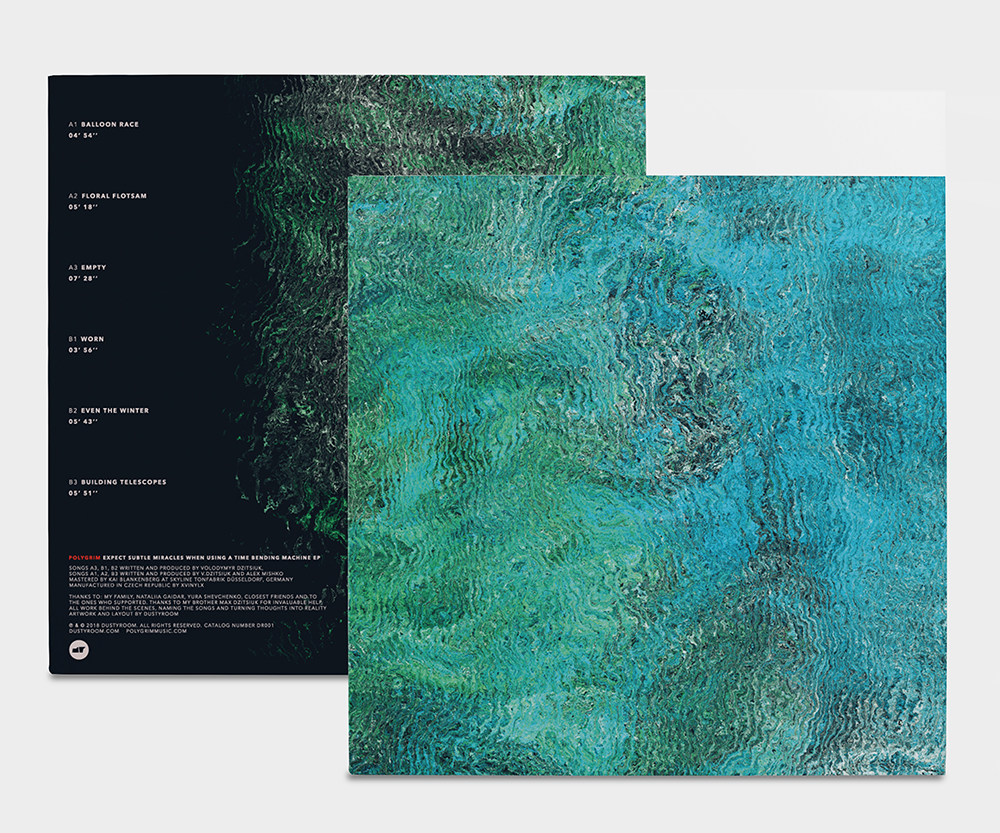 A1 BALLOON RACE
04' 54''
A2 FLORAL FLOTSAM
05' 18''
A3 EMPTY
07' 28''
B1 WORN
03' 56''
B2 EVEN THE WINTER
05' 43''
B3 BUILDING TELESCOPES
05' 51''
POLYGRIM EXPECT SUBTLE MIRACLES WHEN USING A TIME BENDING MACHINE EP
SONGS A3, B1, B2 WRITTEN AND PRODUCED BY VOLODYMYR DZITSIUK.
SONGS A1, A2, B3 WRITTEN AND PRODUCED BY V.DZITSIUK AND ALEX MISHKO
MASTERED BY KAI BLANKENBERG AT SKYLINE TONFABRIK DÜSSELDORF, GERMANY
MANUFACTURED IN CZECH REPUBLIC BY XVINYLX
THANKS TO: MY FAMILY, NATALIIA GAIDAR, YURA SHEVCHENKO, CLOSEST FRIENDS AND TO
THE ONES WHO SUPPORTED. THANKS TO MY BROTHER MAX DZITSIUK FOR INVALUABLE HELP,
ALL WORK BEHIND THE SCENES, NAMING THE SONGS AND TURNING THOUGHTS INTO REALITY
ARTWORK AND LAYOUT BY DUSTYROOM
℗ & © 2018 DUSTYROOM. ALL RIGHTS RESERVED. CATALOG NUMBER DR001
DUSTYROOM.COM POLYGRIMMUSIC.COM